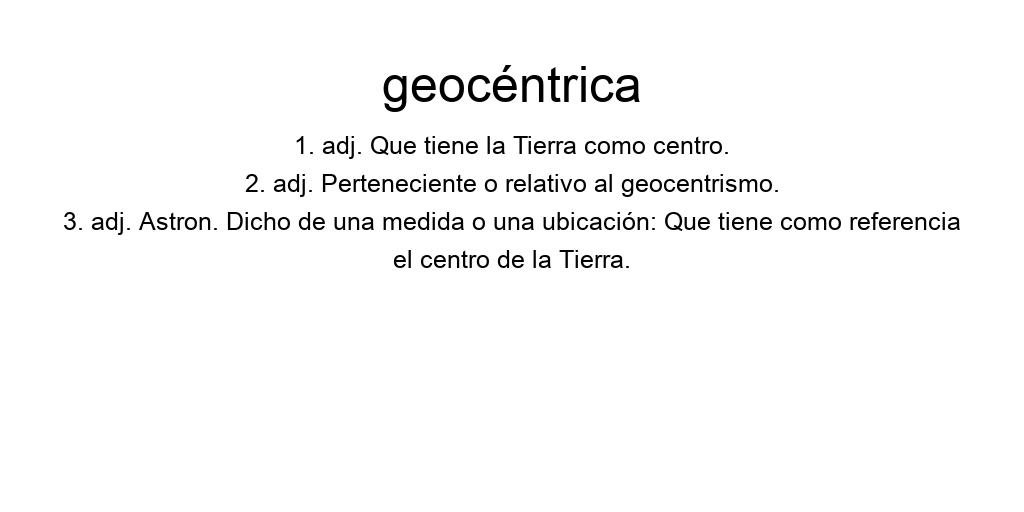 geocéntrica
1. adj. Que tiene la Tierra como centro.
2. adj. Perteneciente o relativo al geocentrismo.
3. adj. Astron. Dicho de una medida o una ubicación: Que tiene como referencia
el centro de la Tierra.